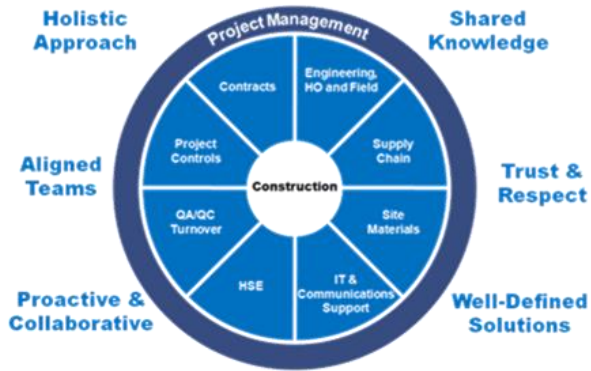 Holistic
Approach
Project Management
Shared
Knowledge
Contracts
Engineering,
HO and Field
Project
Controls
Supply
Chain
Aligned
Teams
Construction
Trust &
Respect
QA/QC
Turnover
Site
Materials
HSE
IT &
Communications
Support
Proactive &
Collaborative
Well-Defined
Solutions